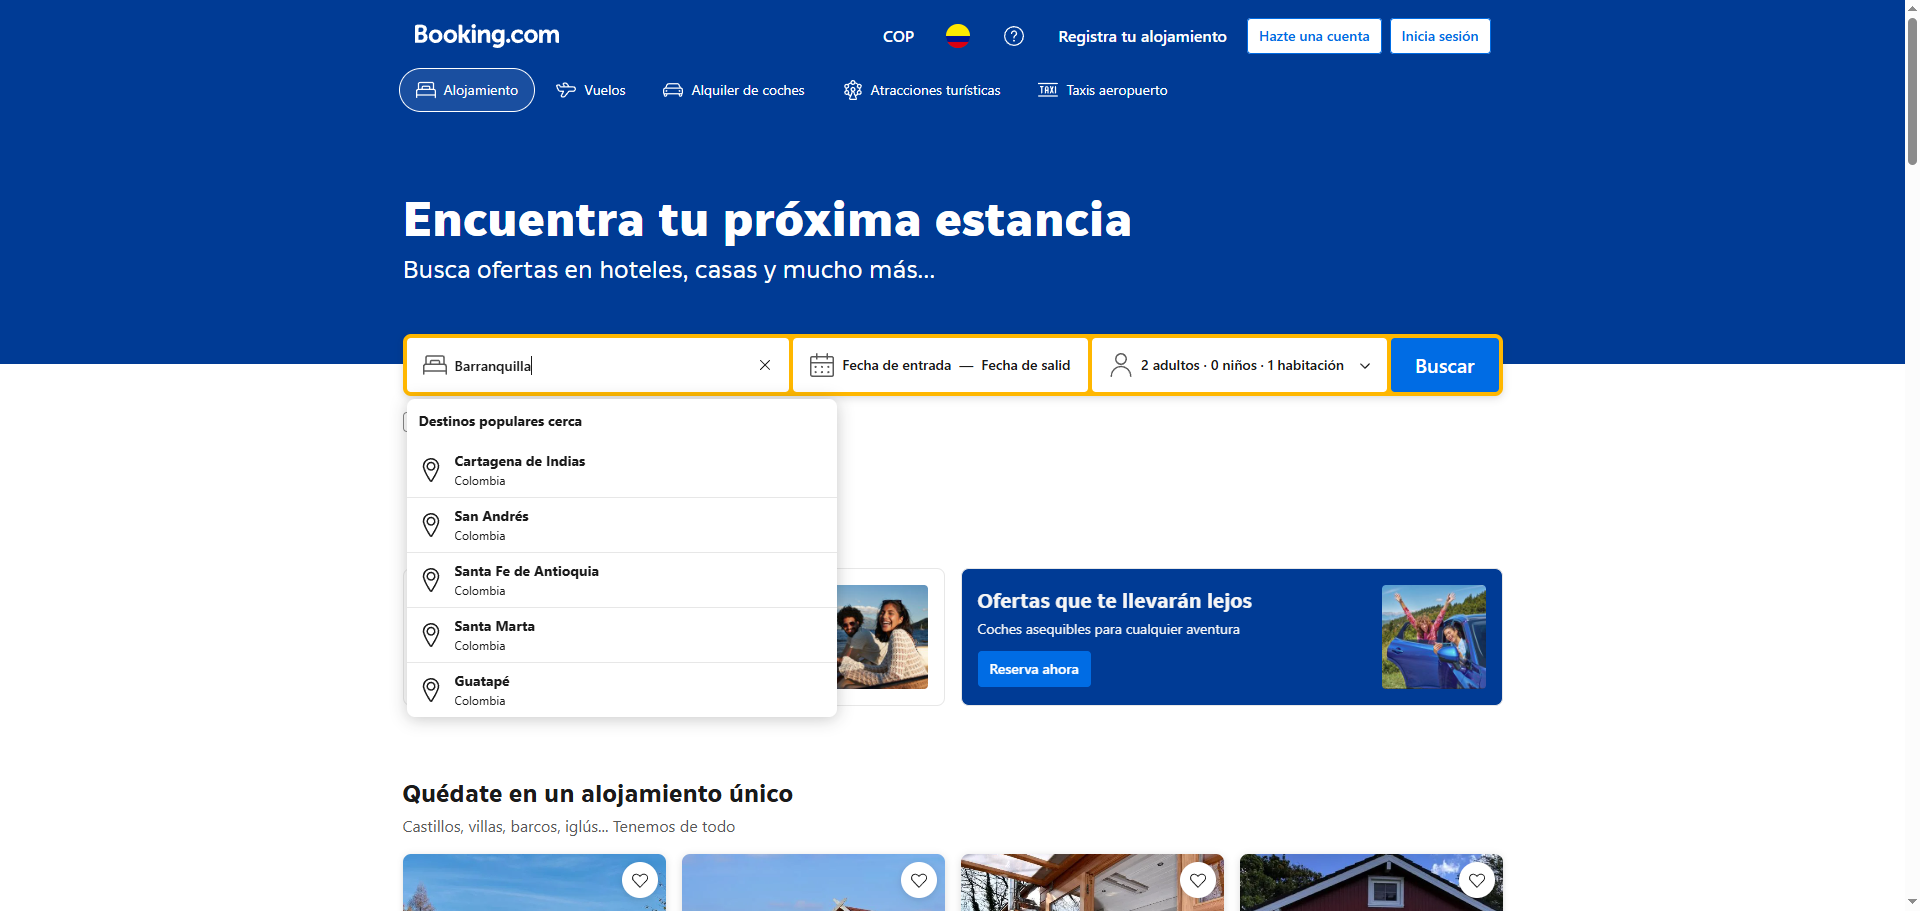 Booking.com
COP
Registra tu alojamiento
Hazte una cuenta
Inicia sesión
Alojamiento
Vuelos
Alquiler de coches
Atracciones turísticas
TAXI
Taxis aeropuerto
Encuentra tu próxima estancia
Busca ofertas en hoteles, casas y mucho más...
Barranquilla
Fecha de entrada — Fecha de salid
2 adultos · 0 niños · 1 habitación
Buscar
Destinos populares cerca
Cartagena de Indias
Colombia
San Andrés
Colombia
Santa Fe de Antioquia
Colombia
Santa Marta
Colombia
Guatapé
Colombia
Ofertas que te llevarán lejos
Coches asequibles para cualquier aventura
Reserva ahora
Quédate en un alojamiento único
Castillos, villas, barcos, iglús... Tenemos de todo